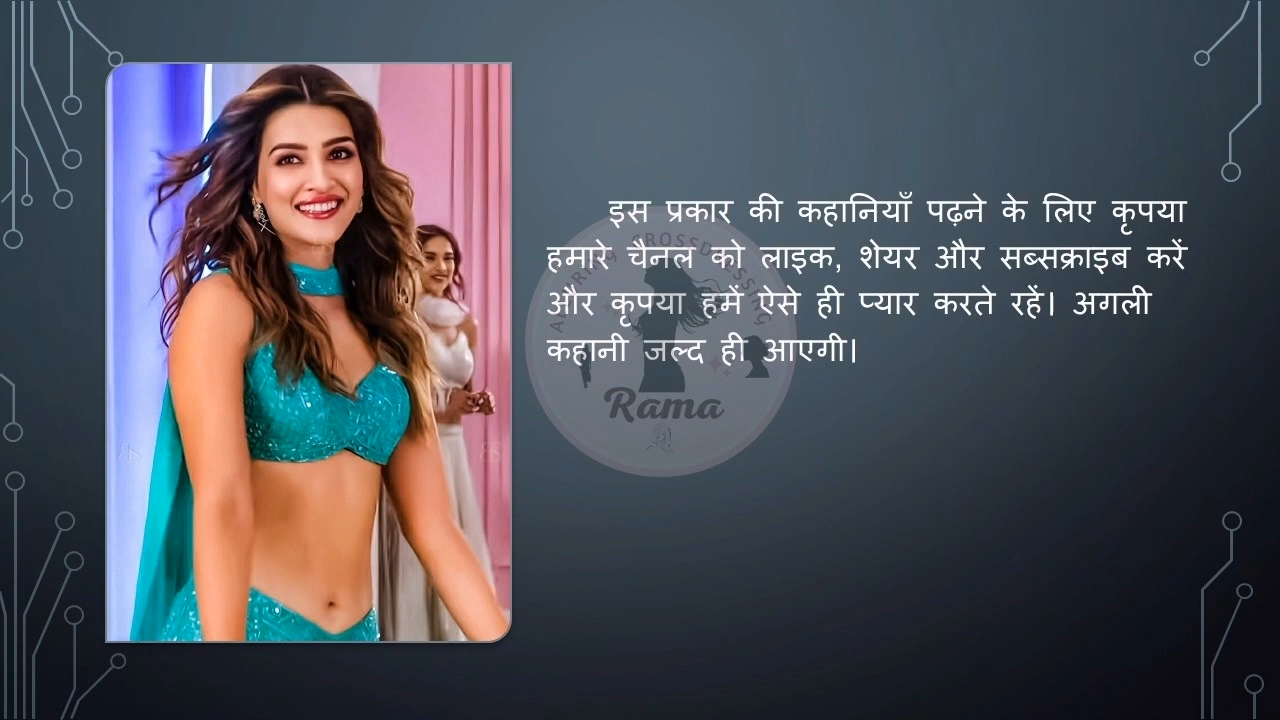 इस प्रकार की कहानियाँ पढ़ने के लिए कृपया
हमारे चैनल को लाइक, शेयर और सब्सक्राइब करें
और कृपया हमें ऐसे ही प्यार करते रहें। अगली
कहानी जल्द ही आएगी।
CROSSDRESSING
Rama